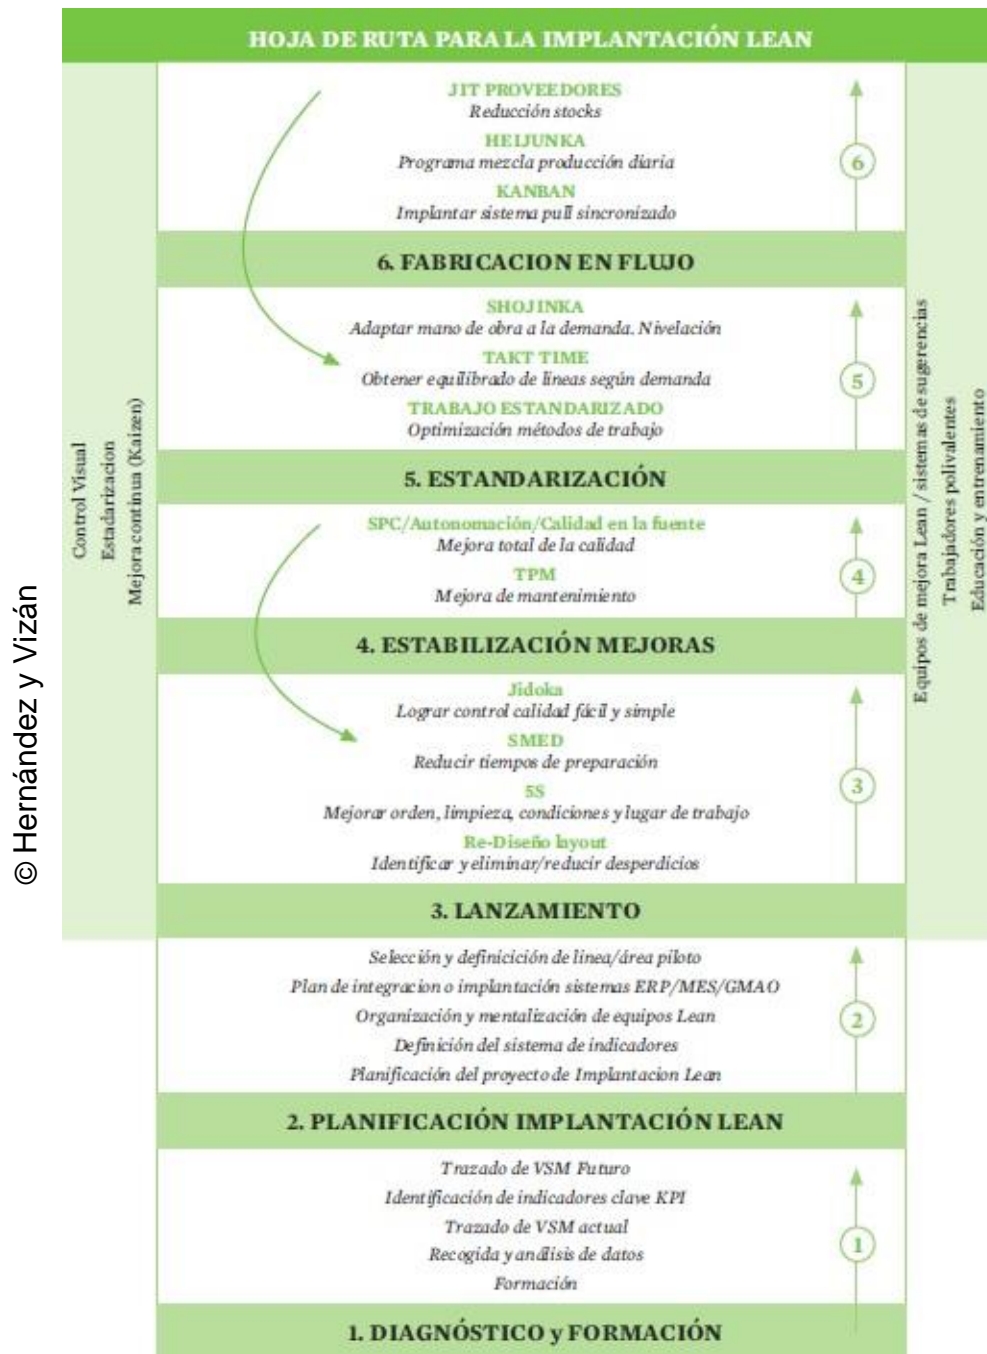 HOJA DE RUTA PARA LA IMPLANTACIÓN LEAN
JIT PROVEEDORES
Reducción stocks
HEIJUNKA
Programa mezcla producción diaria
KANBAN
Implantar sistema pull sincronizado
6
6. FABRICACION EN FLUJO
SHOJINKA
Adaptar mano de obra a la demanda. Nivelación
TAKT TIME
Obtener equilibrado de lineas según demanda
TRABAJO ESTANDARIZADO
Optimización métodos de trabajo
5
5. ESTANDARIZACIÓN
SPC/Autonomación/Calidad en la fuente
Mejora total de la calidad
TPM
Mejora de mantenimiento
4
4. ESTABILIZACIÓN MEJORAS
Jidoka
Lograr control calidad fácil y simple
SMED
Reducir tiempos de preparación
5S
Mejorar orden, limpieza, condiciones y lugar de trabajo
Re-Diseño layout
Identificar y eliminar/reducir desperdicios
3
3. LANZAMIENTO
Selección y definicición de linea/área piloto
Plan de integracion o implantación sistemas ERP/MES/GMAO
Organización y mentalización de equipos Lean
Definición del sistema de indicadores
Planificación del proyecto de Implantacion Lean
2
2. PLANIFICACIÓN IMPLANTACIÓN LEAN
Trazado de VSM Futuro
Identificación de indicadores clave KPI
Trazado de VSM actual
Recogida y análisis de datos
Formación
1
1. DIAGNÓSTICO y FORMACIÓN
Control Visual
Estadarizacion
Mejora continua (Kaizen)
Equipos de mejora Lean / sistemas de sugerencias
Trabajadores polivalentes
Educación y entrenamiento
© Hernández y Vizán